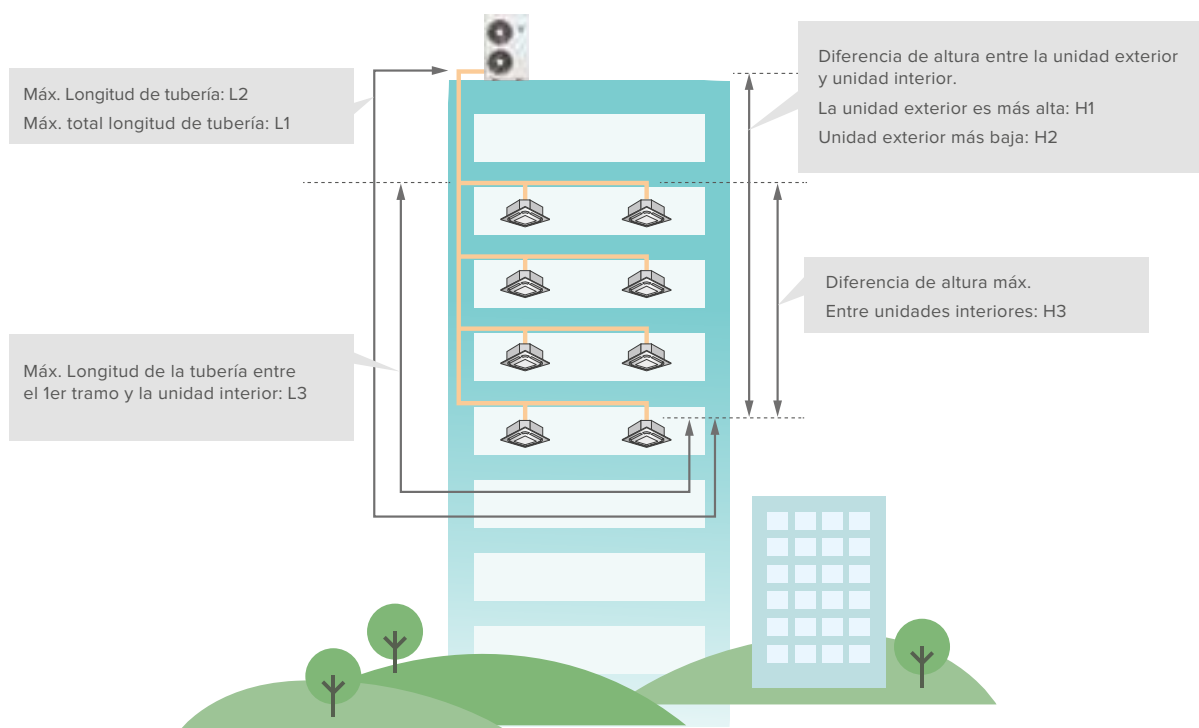 Máx. Longitud de tubería: L2
Máx. total longitud de tubería: L1
Diferencia de altura entre la unidad exterior
y unidad interior.
La unidad exterior es más alta: H1
Unidad exterior más baja: H2
Diferencia de altura máx.
Entre unidades interiores: H3
Máx. Longitud de la tubería entre
el 1er tramo y la unidad interior: L3